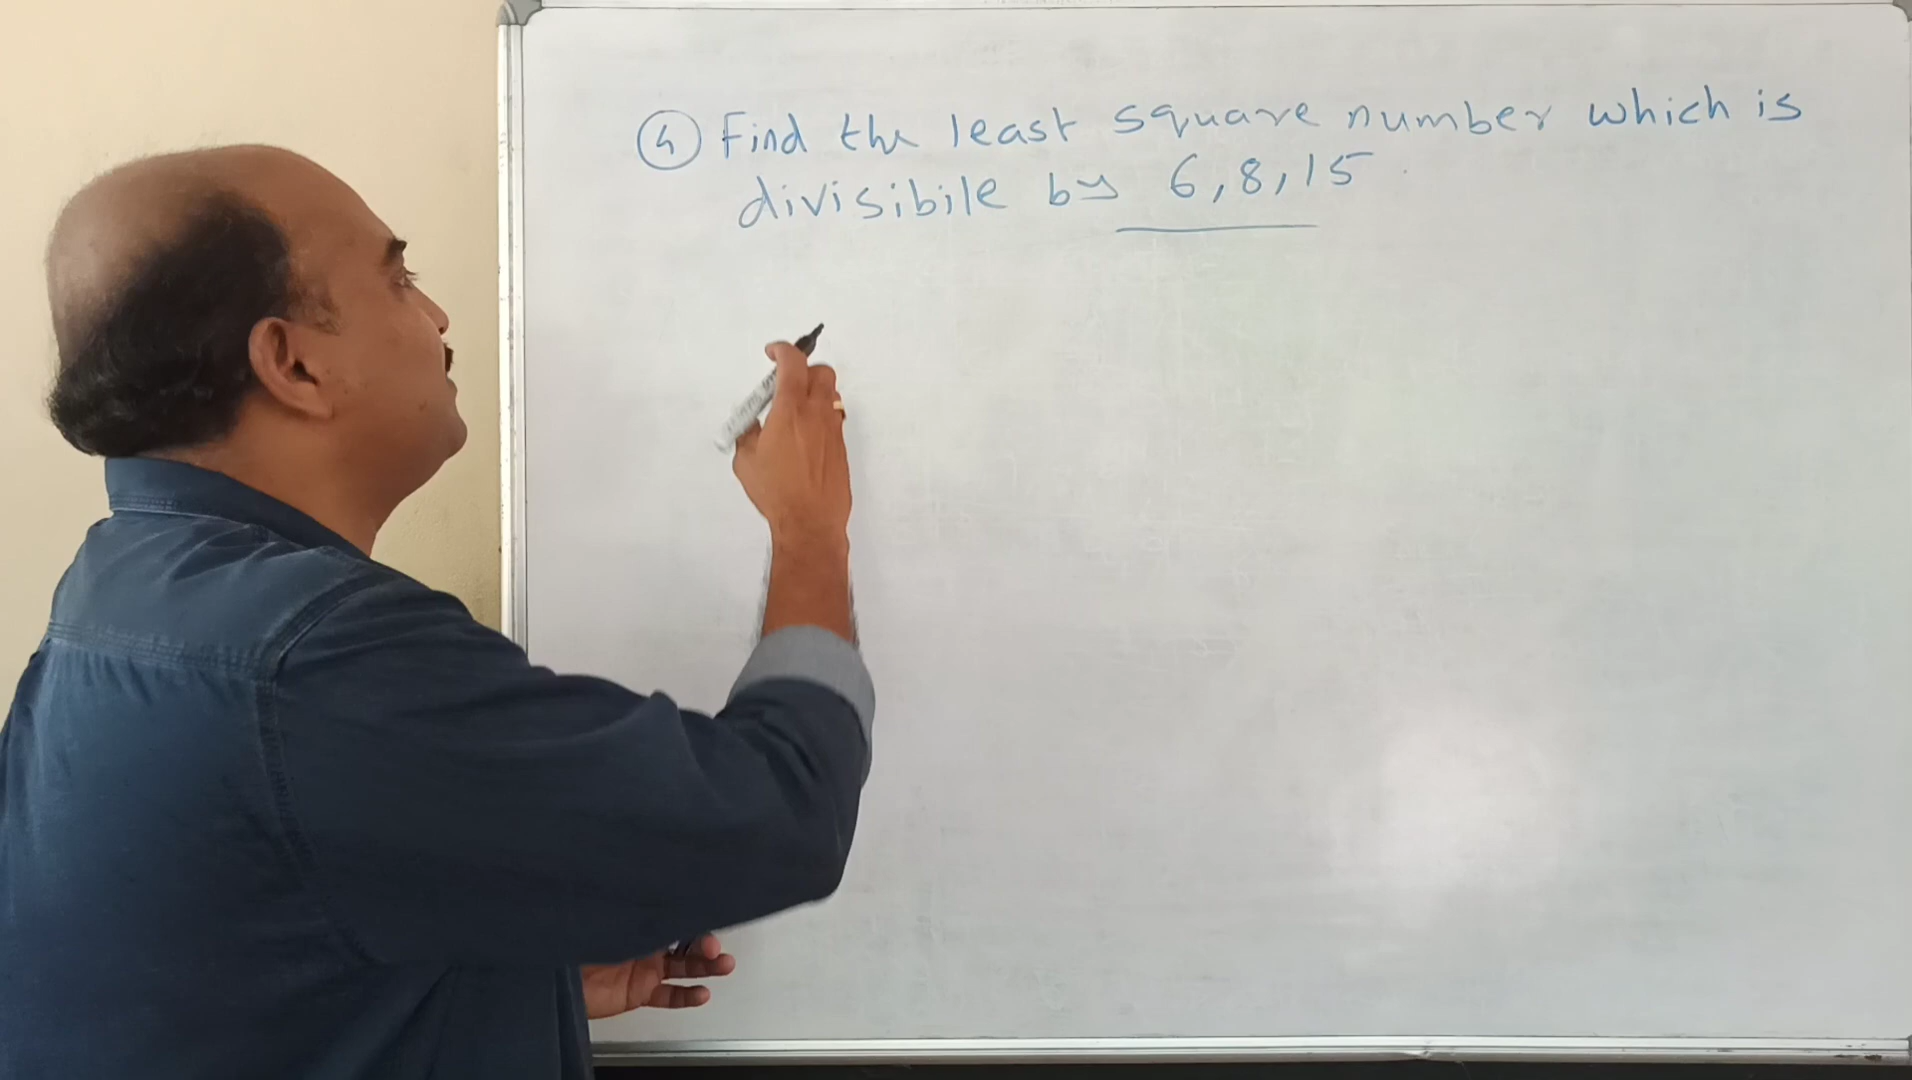 ④ Find the least square number which is
divisibile by 6, 8, 15